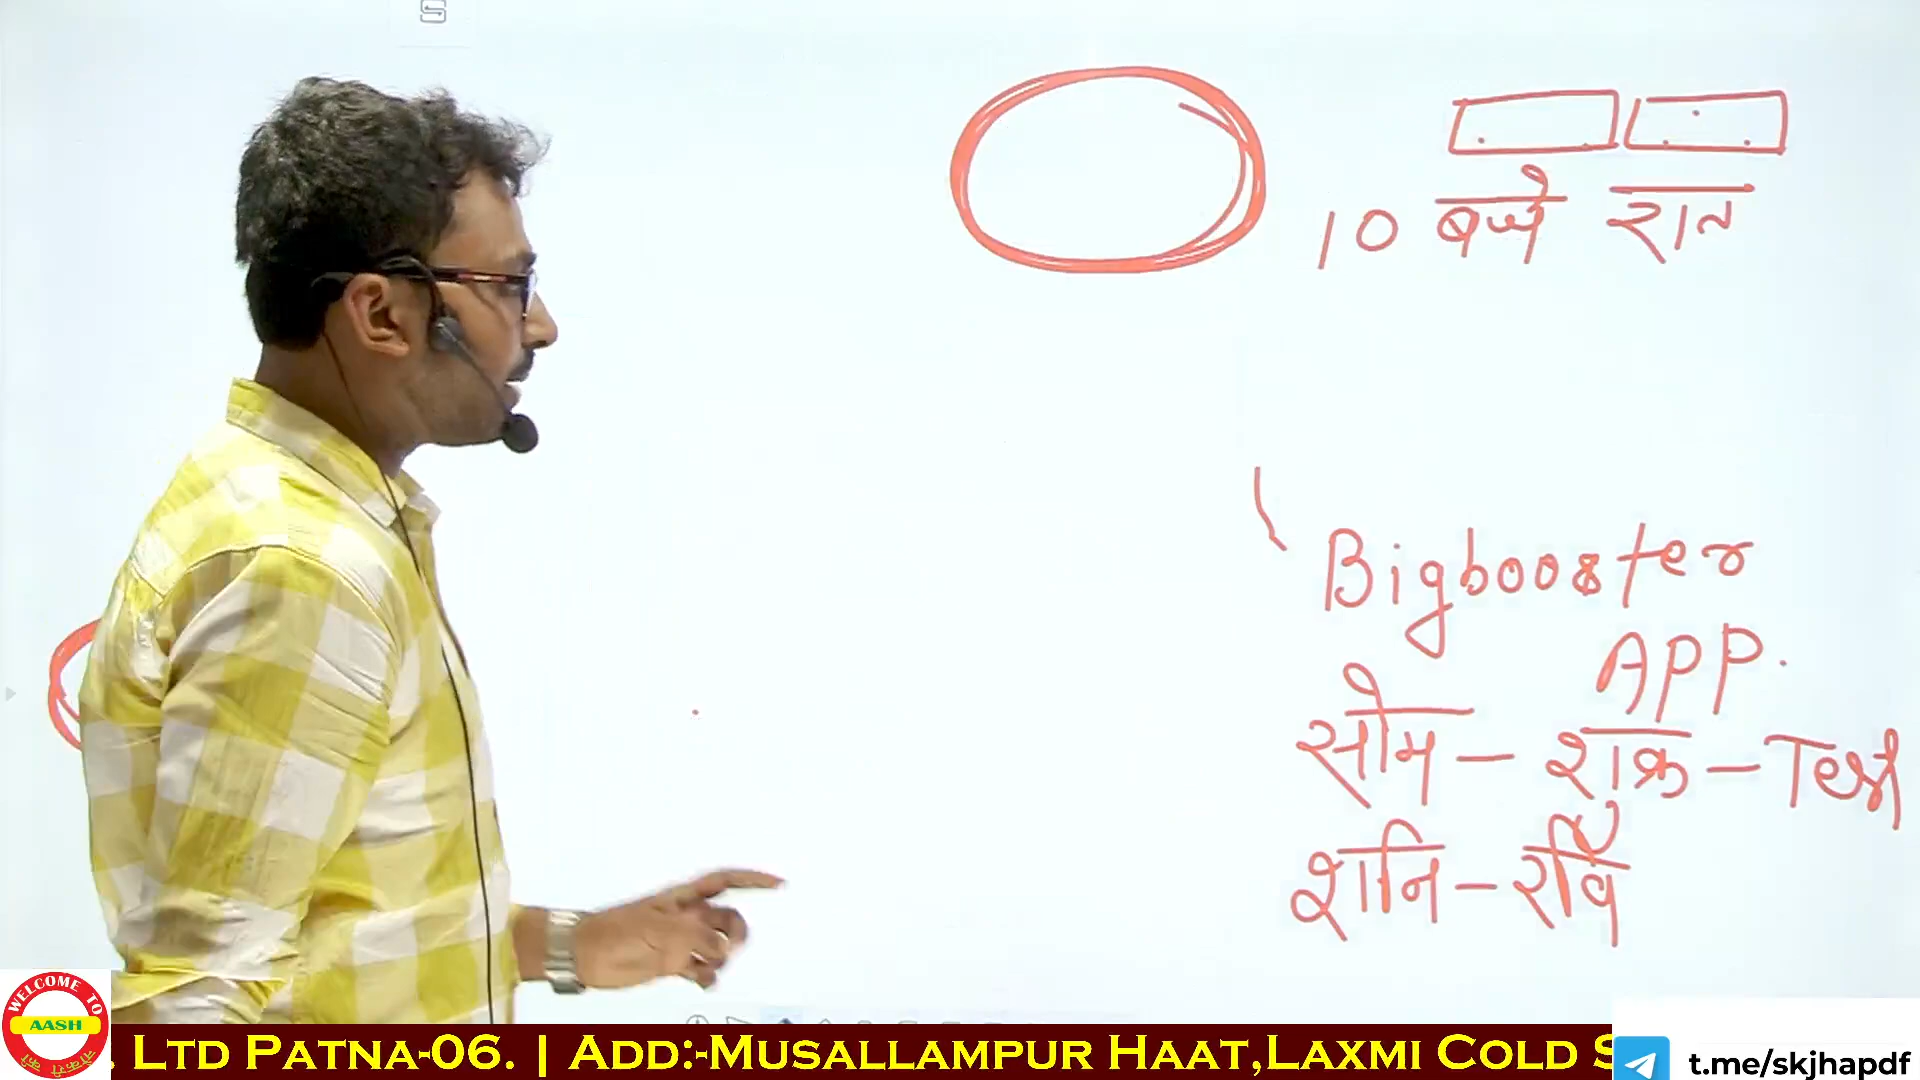 10 बजे रात
Bigbooster
APP.
सोम - शुक्र - Test
शनि - रवि
WELCOME TO
AASH
. LTD PATNA-06. | ADD:-MUSALLAMPUR HAAT,LAXMI COLD S
t.me/skjhapdf